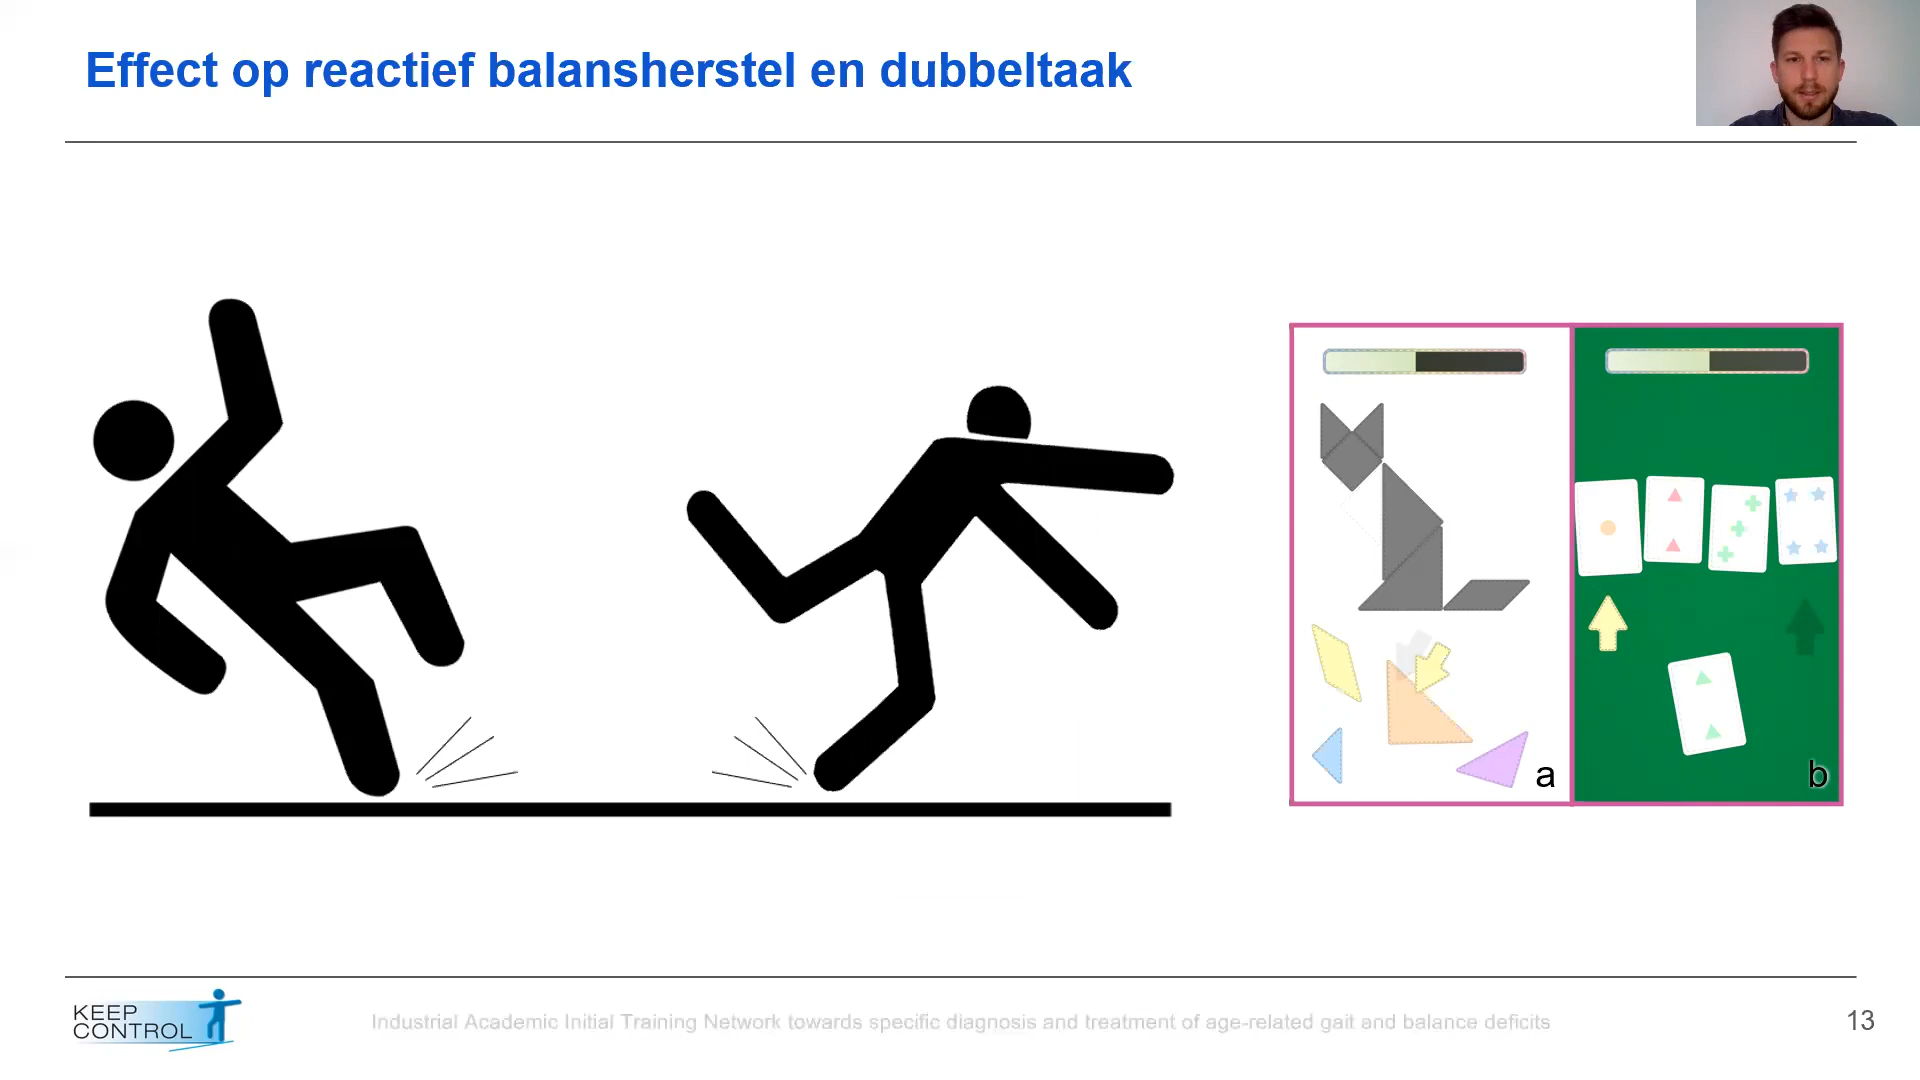 Effect op reactief balansherstel en dubbeltaak
a
b
KEEP
CONTROL
Industrial Academic Initial Training Network towards specific diagnosis and treatment of age-related gait and balance deficits
13